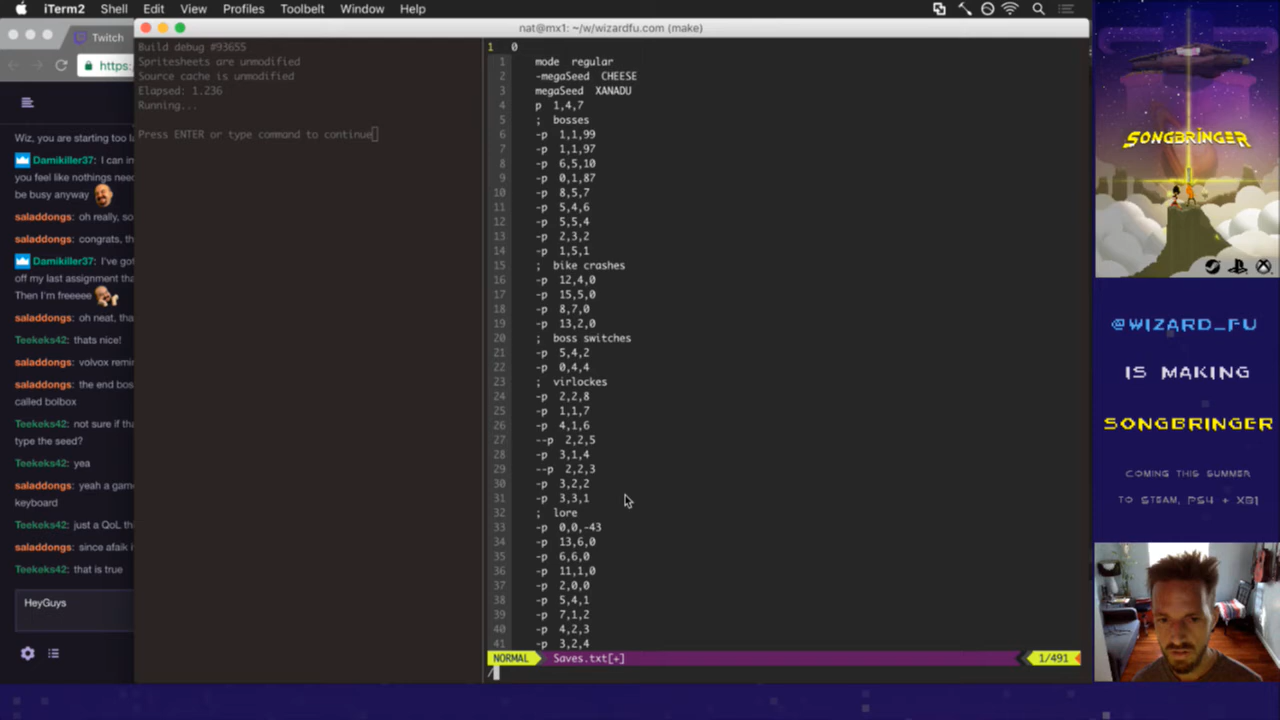 iTerm2 Shell Edit View Profiles Toolbelt Window Help
Twitch
https:
Wiz, you are starting too
Damikiller37: I can in
you feel like nothings nee
be busy anyway
saladdongs: oh really, so
saladdongs: congrats, th
Damikiller37: I've got
off my last assignment tha
Then I'm freeeee
saladdongs: oh neat, tha
Teekeks42: thats nice!
saladdongs: volvox remi
saladdongs: the end bos
called bolbox
Teekeks42: not sure if tha
type the seed?
Teekeks42: yea
saladdongs: yeah a game
keyboard
Teekeks42: just a QoL thi
saladdongs: since afaik i
Teekeks42: that is true
HeyGuys
nat@mx1: ~/w/wizardfu.com (make)
Build debug #93655
Spritesheets are unmodified
Source cache is unmodified
Elapsed: 1.236
Running...
Press ENTER or type command to continue
1 0
1 mode regular
2 -megaSeed CHEESE
3 megaSeed XANADU
4 p 1,4,7
5 ; bosses
6 -p 1,1,99
7 -p 1,1,97
8 -p 6,5,10
9 -p 0,1,87
10 -p 8,5,7
11 -p 5,4,6
12 -p 5,5,4
13 -p 2,3,2
14 -p 1,5,1
15 ; bike crashes
16 -p 12,4,0
17 -p 15,5,0
18 -p 8,7,0
19 -p 13,2,0
20 ; boss switches
21 -p 5,4,2
22 -p 0,4,4
23 ; virlockes
24 -p 2,2,8
25 -p 1,1,7
26 -p 4,1,6
27 --p 2,2,5
28 -p 3,1,4
29 --p 2,2,3
30 -p 3,2,2
31 -p 3,3,1
32 ; lore
33 -p 0,0,-43
34 -p 13,6,0
35 -p 6,6,0
36 -p 11,1,0
37 -p 2,0,0
38 -p 5,4,1
39 -p 7,1,2
40 -p 4,2,3
41 -p 3,2,4
NORMAL Saves.txt[+] 1/491
/
SONGBRINGER
@WIZARD_FU
IS MAKING
SONGBRINGER
COMING THIS SUMMER
TO STEAM, PS4 + XB1